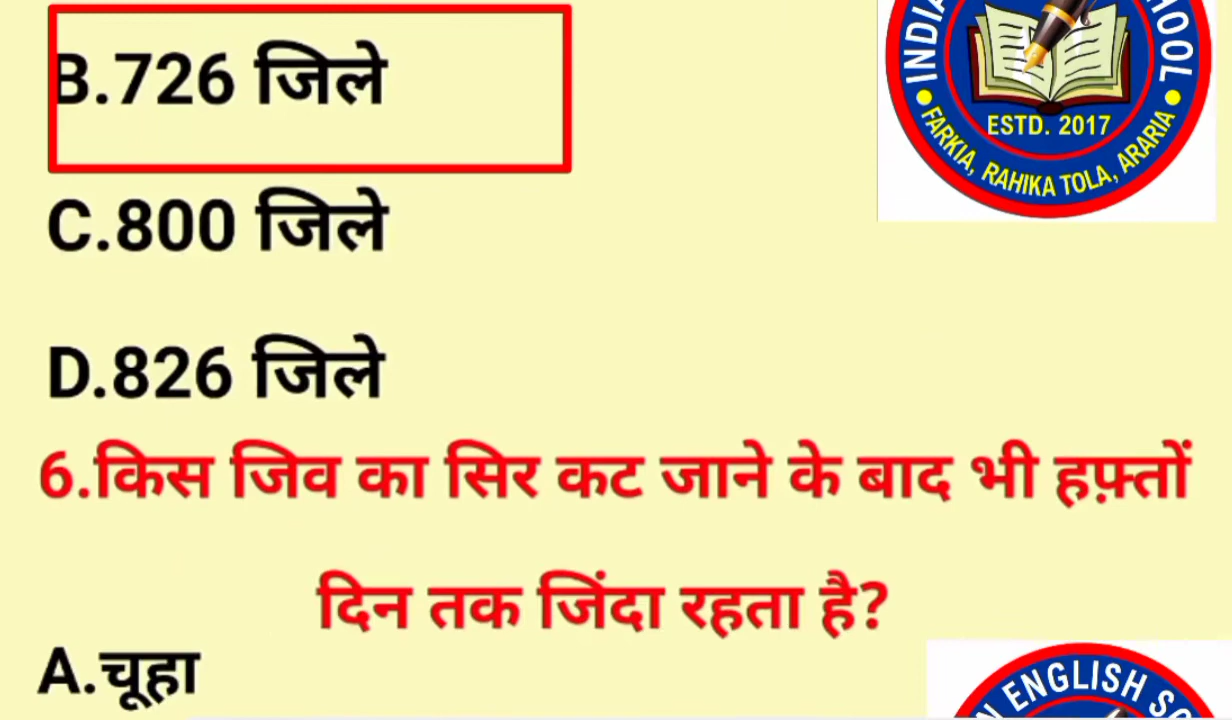 B.726 जिले
C.800 जिले
D.826 जिले
6.किस जिव का सिर कट जाने के बाद भी हफ़्तों
दिन तक जिंदा रहता है?
A.चूहा
ESTD. 2017
FARKIA, RAHIKA TOLA, ARARIA
ENGLISH